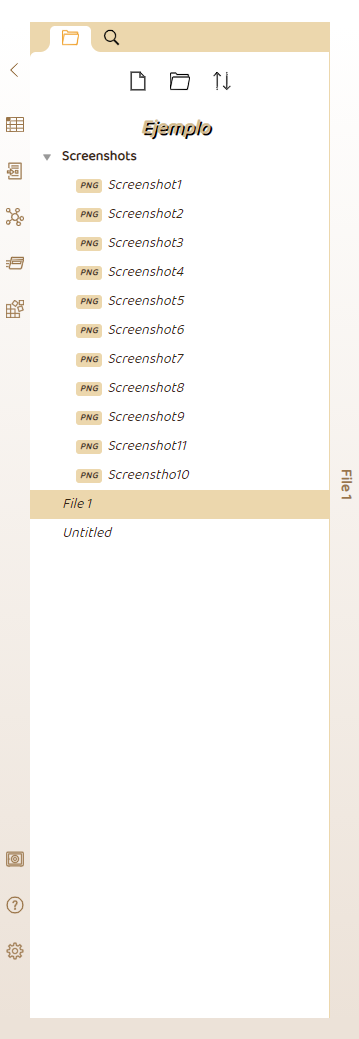 Ejemplo
Screenshots
PNG Screenshot1
PNG Screenshot2
PNG Screenshot3
PNG Screenshot4
PNG Screenshot5
PNG Screenshot6
PNG Screenshot7
PNG Screenshot8
PNG Screenshot9
PNG Screenshot11
PNG Screenstho10
File 1
Untitled
File 1